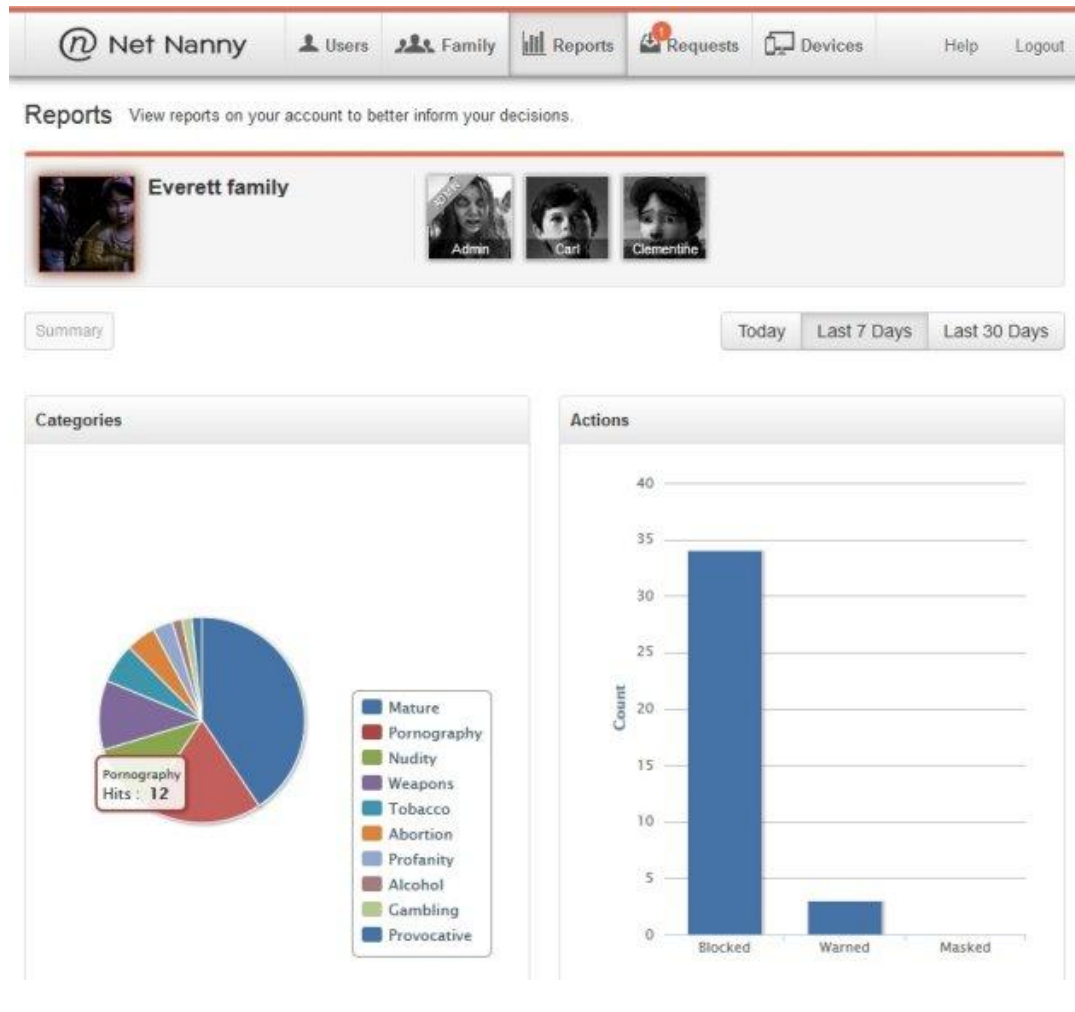 Net Nanny Users Family Reports 1 Requests Devices Help Logout
Reports View reports on your account to better inform your decisions.
Everett family
ADMIN
Admin Carl Clementine
Summary Today Last 7 Days Last 30 Days
Categories
Pornography
Hits : 12
Mature
Pornography
Nudity
Weapons
Tobacco
Abortion
Profanity
Alcohol
Gambling
Provocative
Actions
40
35
30
25
20
15
10
5
0
Count
Blocked Warned Masked